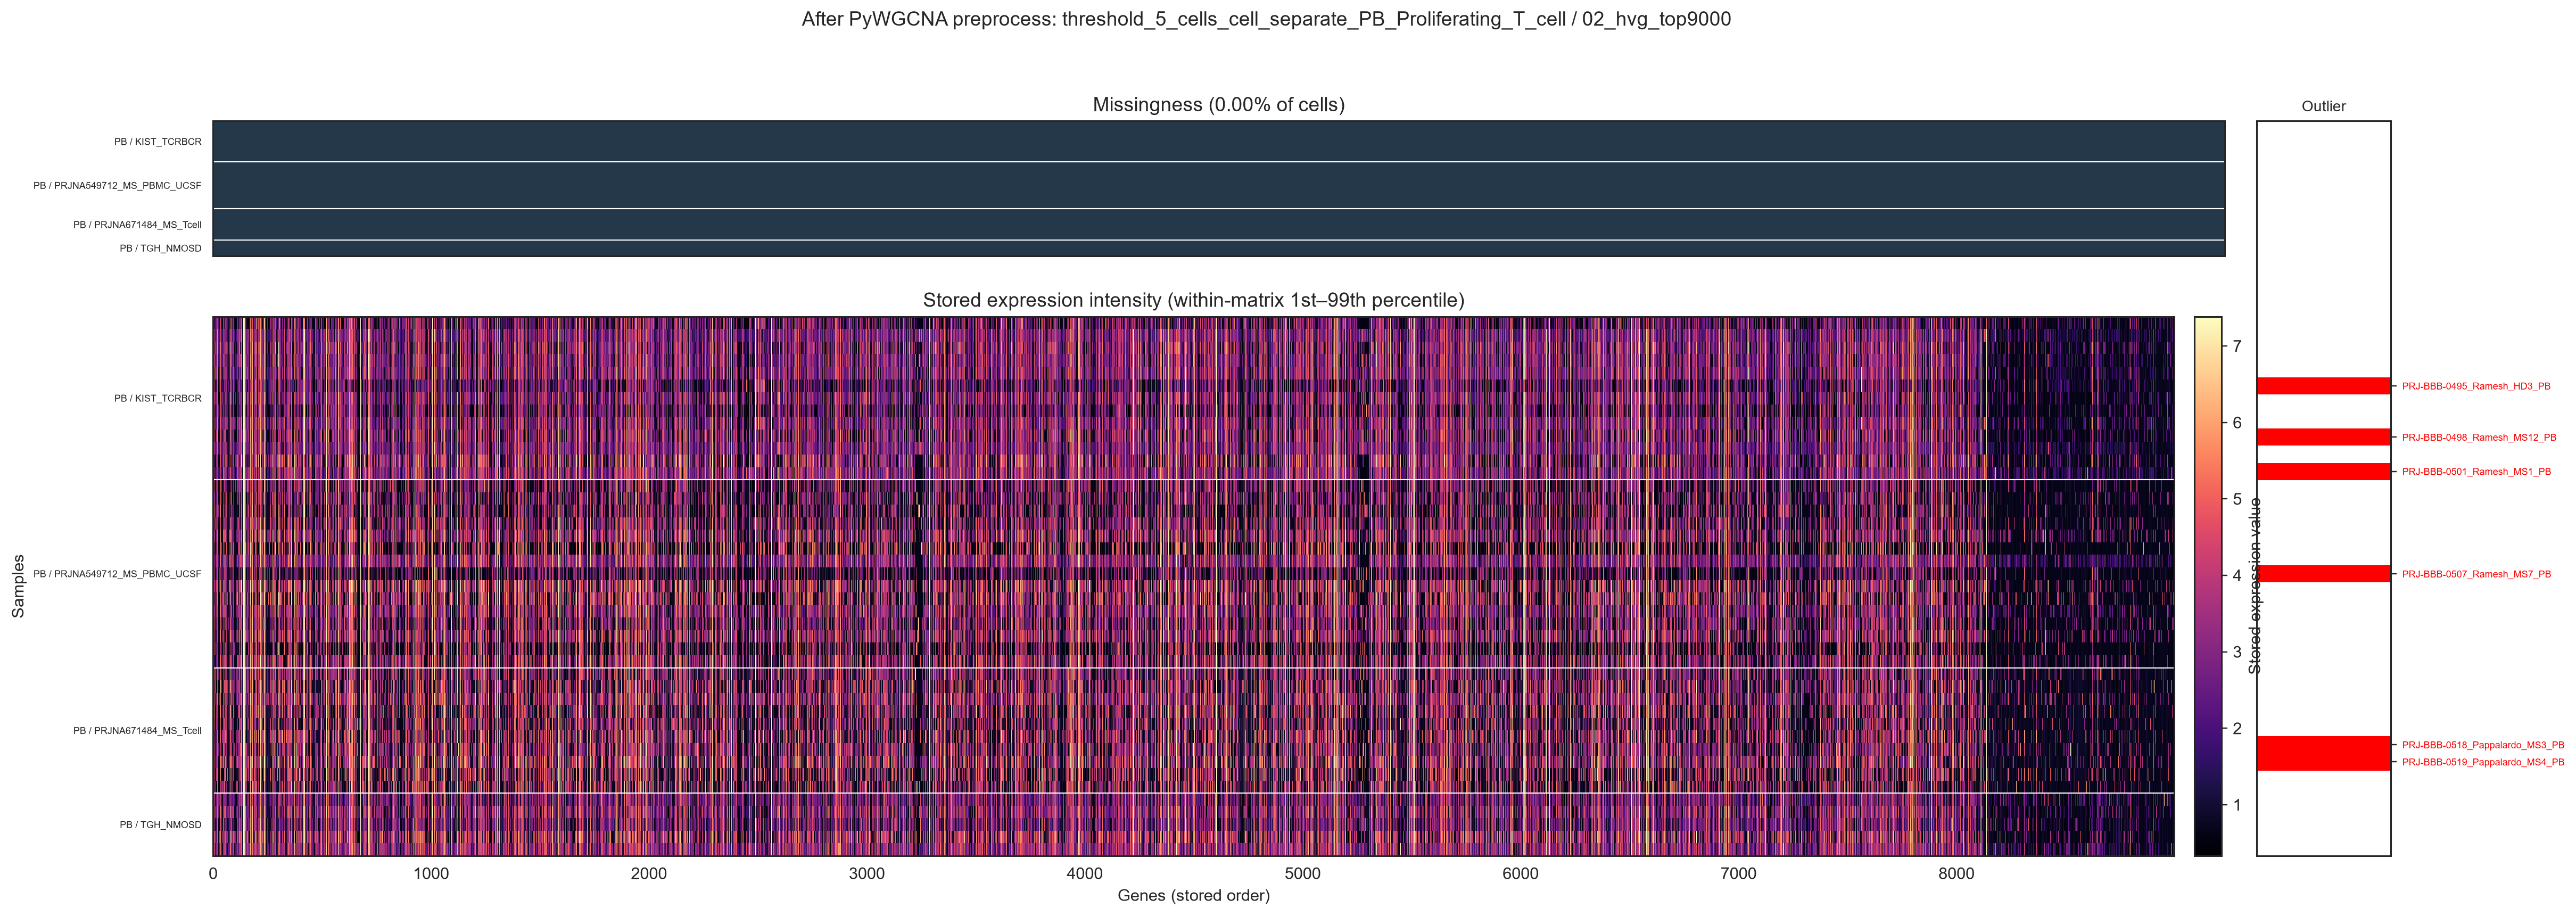 After PyWGCNA preprocess: threshold_5_cells_cell_separate_PB_Proliferating_T_cell / 02_hvg_top9000
Missingness (0.00% of cells)
Outlier
PB / KIST_TCRBCR
PB / PRJNA549712_MS_PBMC_UCSF
PB / PRJNA671484_MS_Tcell
PB / TGH_NMOSD
Stored expression intensity (within-matrix 1st–99th percentile)
Samples
PB / KIST_TCRBCR
PB / PRJNA549712_MS_PBMC_UCSF
PB / PRJNA671484_MS_Tcell
PB / TGH_NMOSD
0 1000 2000 3000 4000 5000 6000 7000 8000
Genes (stored order)
7
6
5
4
3
2
1
Stored expression value
PRJ-BBB-0495_Ramesh_HD3_PB
PRJ-BBB-0498_Ramesh_MS12_PB
PRJ-BBB-0501_Ramesh_MS1_PB
PRJ-BBB-0507_Ramesh_MS7_PB
PRJ-BBB-0518_Pappalardo_MS3_PB
PRJ-BBB-0519_Pappalardo_MS4_PB